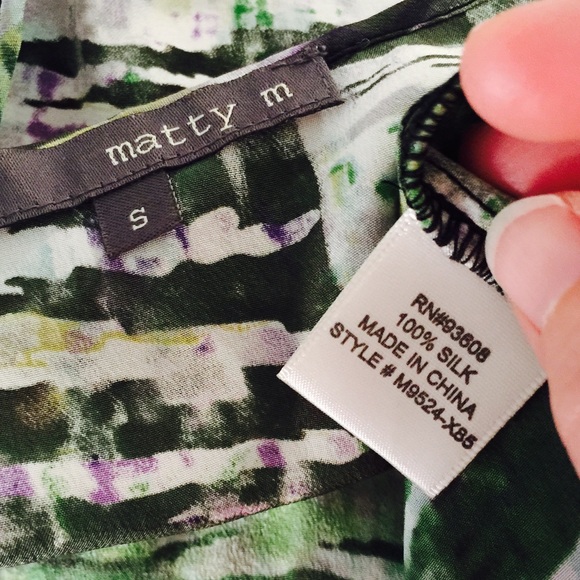 matty m
S
RN#93608
100% SILK
MADE IN CHINA
STYLE # M9524-X85